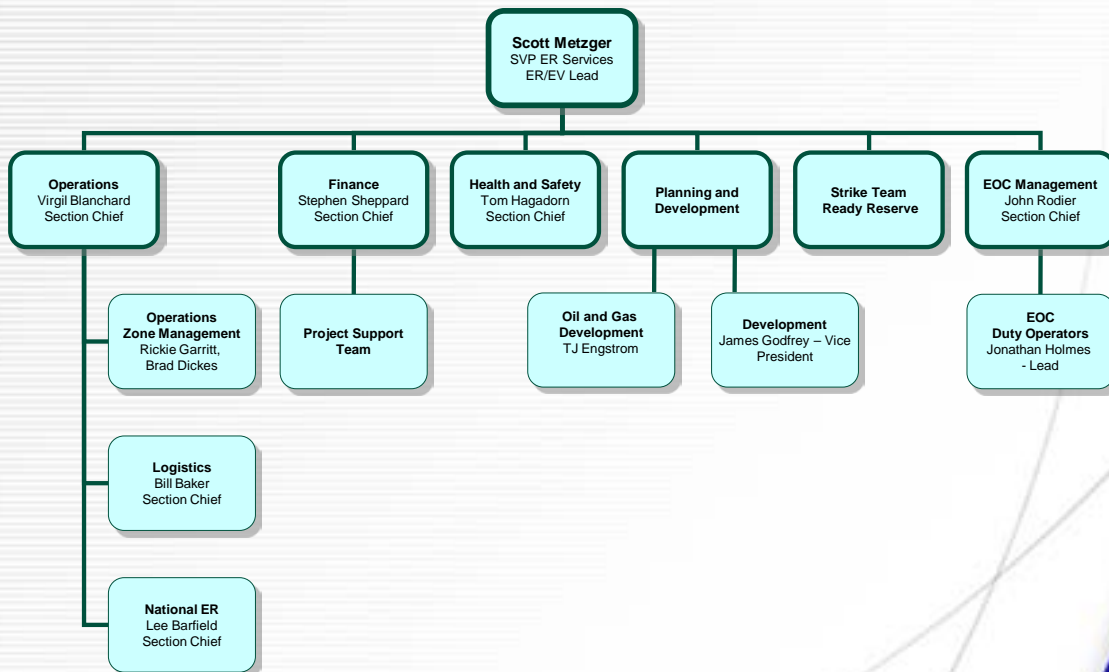 Scott Metzger
SVP ER Services
ER/EV Lead
Operations
Virgil Blanchard
Section Chief
Finance
Stephen Sheppard
Section Chief
Health and Safety
Tom Hagadorn
Section Chief
Planning and
Development
Strike Team
Ready Reserve
EOC Management
John Rodier
Section Chief
Operations
Zone Management
Rickie Garritt,
Brad Dickes
Project Support
Team
Oil and Gas
Development
TJ Engstrom
Development
James Godfrey – Vice
President
EOC
Duty Operators
Jonathan Holmes
- Lead
Logistics
Bill Baker
Section Chief
National ER
Lee Barfield
Section Chief